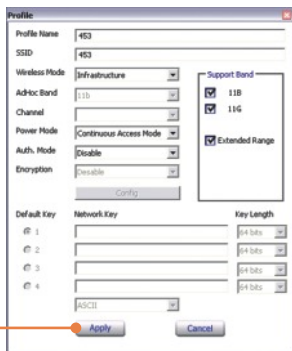 Profile
Profile Name 453
SSID 453
Wireless Mode Infrastructure
Support Band
AdHoc Band 11b
11B
Channel
11G
Power Mode Continuous Access Mode
Extended Range
Auth. Mode Disable
Encryption Desable
Config
Default Key Network Key Key Length
1 64 bits
2 64 bits
3 64 bits
4 64 bits
ASCII
Apply Cancel